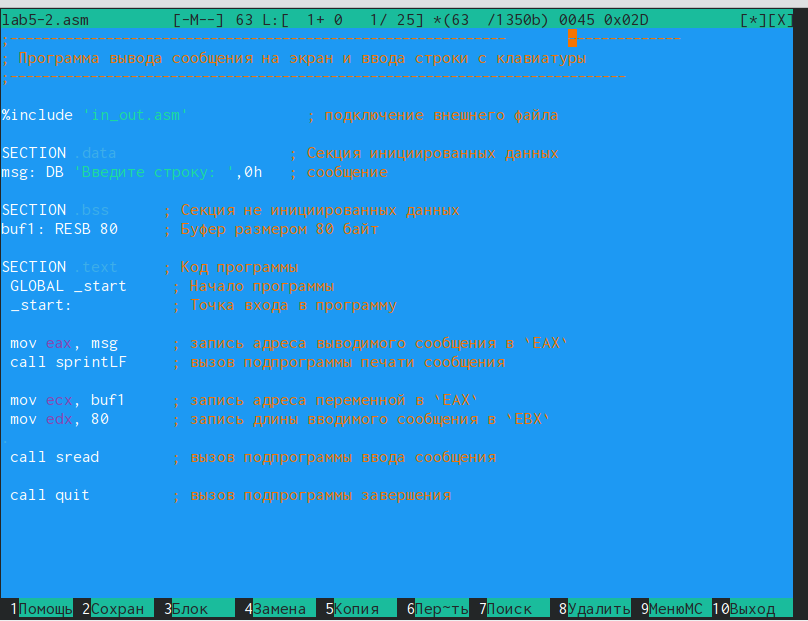 lab5-2.asm [-M--] 63 L:[ 1+ 0 1/ 25] *(63 /1350b) 0045 0x02D [*][X]
;------------------------------------------------------- -------------
; Программа вывода сообщения на экран и ввода строки с клавиатуры
;--------------------------------------------------------------------
%include 'in_out.asm' ; подключение внешнего файла
SECTION .data ; Секция инициированных данных
msg: DB 'Введите строку: ',0h ; сообщение
SECTION .bss ; Секция не инициированных данных
buf1: RESB 80 ; Буфер размером 80 байт
SECTION .text ; Код программы
GLOBAL _start ; Начало программы
_start: ; Точка входа в программу
mov eax, msg ; запись адреса выводимого сообщения в `EAX`
call sprintLF ; вызов подпрограммы печати сообщения
mov ecx, buf1 ; запись адреса переменной в `EAX`
mov edx, 80 ; запись длины вводимого сообщения в `EBX`
call sread ; вызов подпрограммы ввода сообщения
call quit ; вызов подпрограммы завершения
1Помощь 2Сохран 3Блок 4Замена 5Копия 6Пер~ть 7Поиск 8Удалить 9МенюMC 10Выход